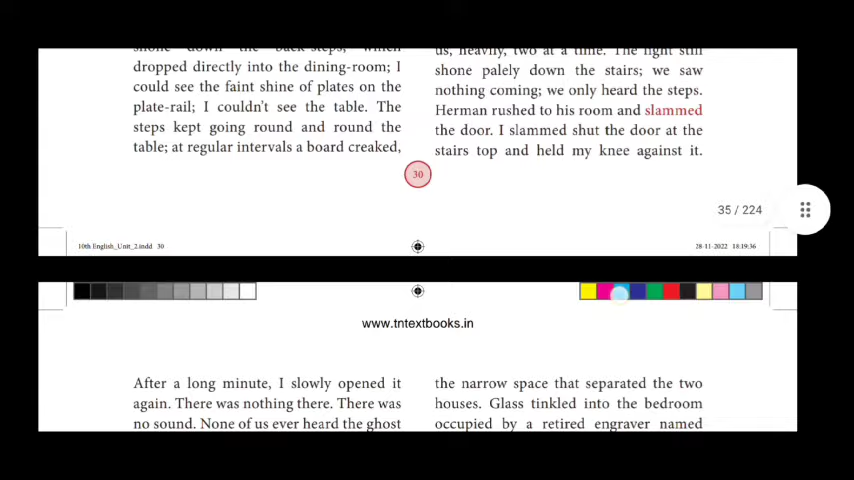 shone down the back-steps, which
dropped directly into the dining-room; I
could see the faint shine of plates on the
plate-rail; I couldn't see the table. The
steps kept going round and round the
table; at regular intervals a board creaked,
us, heavily, two at a time. The light still
shone palely down the stairs; we saw
nothing coming; we only heard the steps.
Herman rushed to his room and slammed
the door. I slammed shut the door at the
stairs top and held my knee against it.
30
35 / 224
10th English_Unit_2.indd 30
28-11-2022 18:19:36
www.tntextbooks.in
After a long minute, I slowly opened it
again. There was nothing there. There was
no sound. None of us ever heard the ghost
the narrow space that separated the two
houses. Glass tinkled into the bedroom
occupied by a retired engraver named